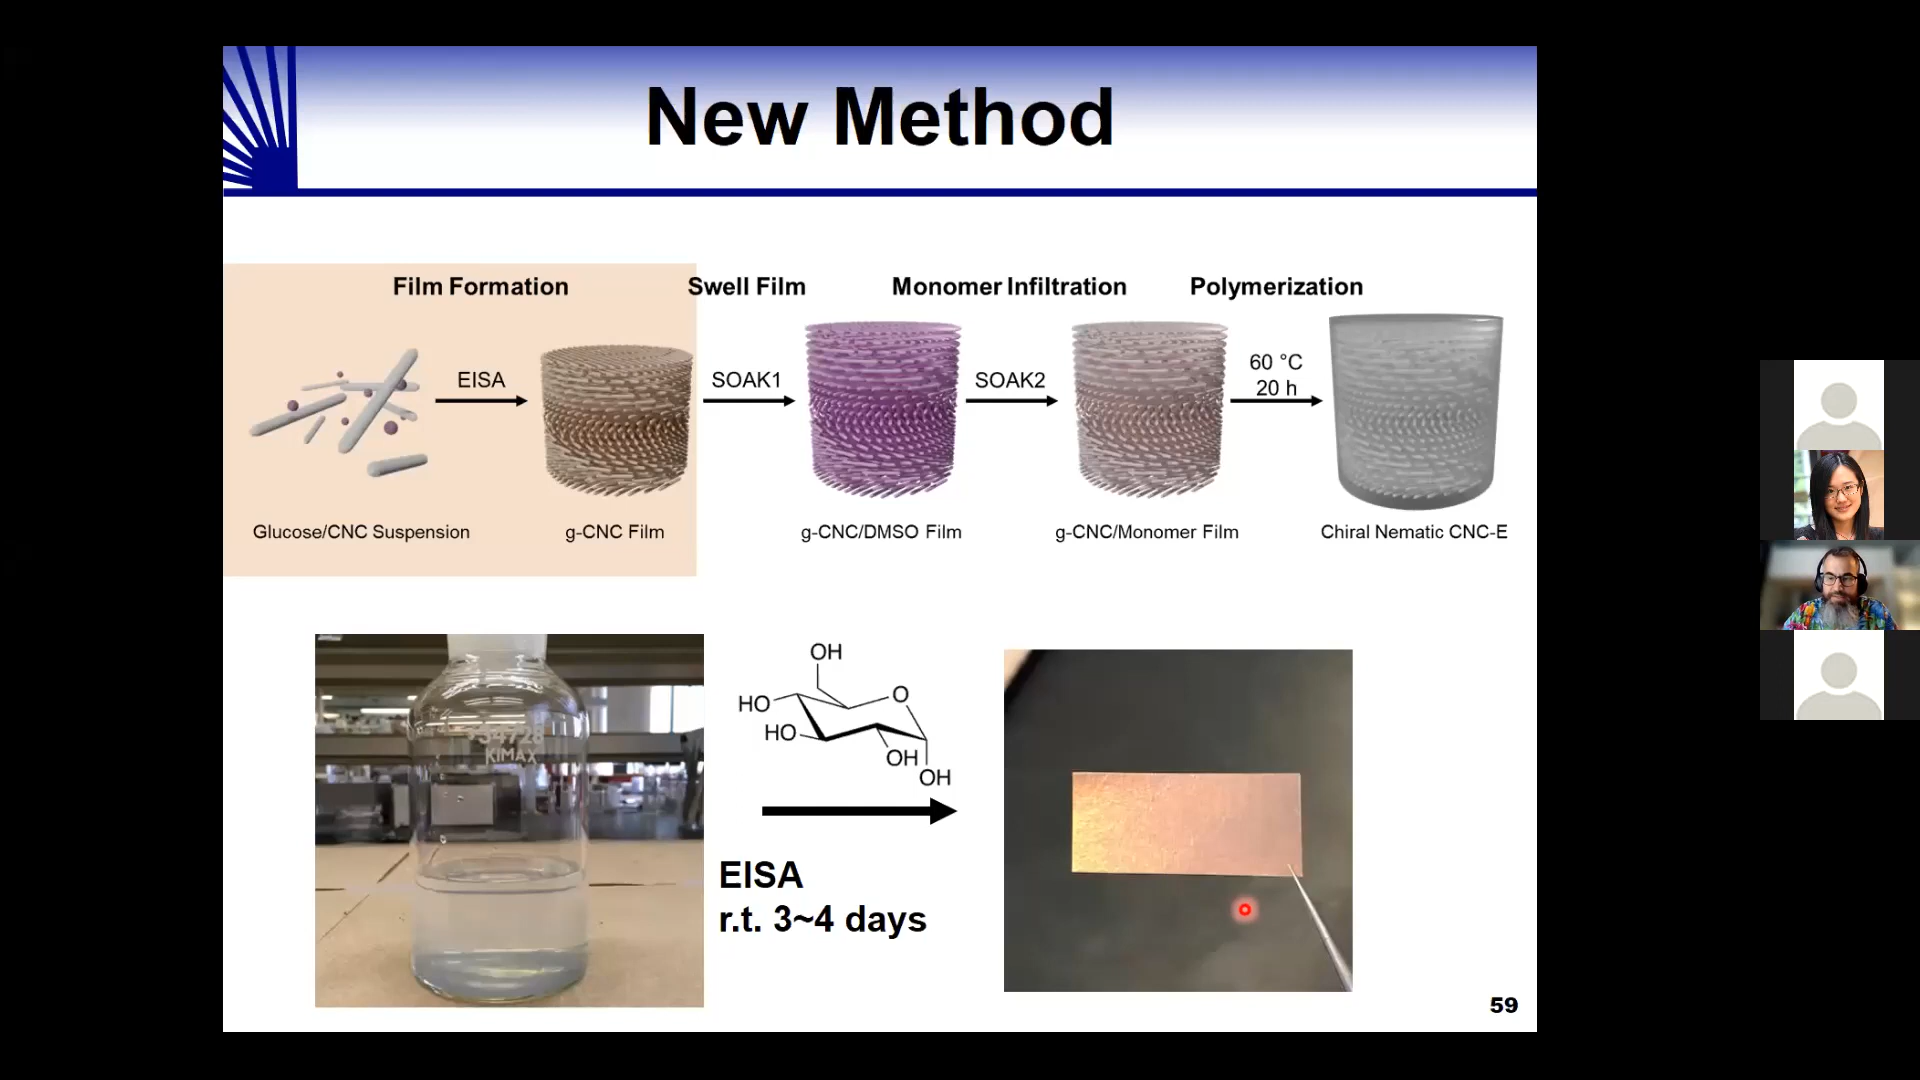 New Method
Film Formation
Swell Film
Monomer Infiltration
Polymerization
EISA
SOAK1
SOAK2
60 °C
20 h
Glucose/CNC Suspension
g-CNC Film
g-CNC/DMSO Film
g-CNC/Monomer Film
Chiral Nematic CNC-E
34728
KIMAX
OH
HO
O
HO
OH
OH
EISA
r.t. 3~4 days
59